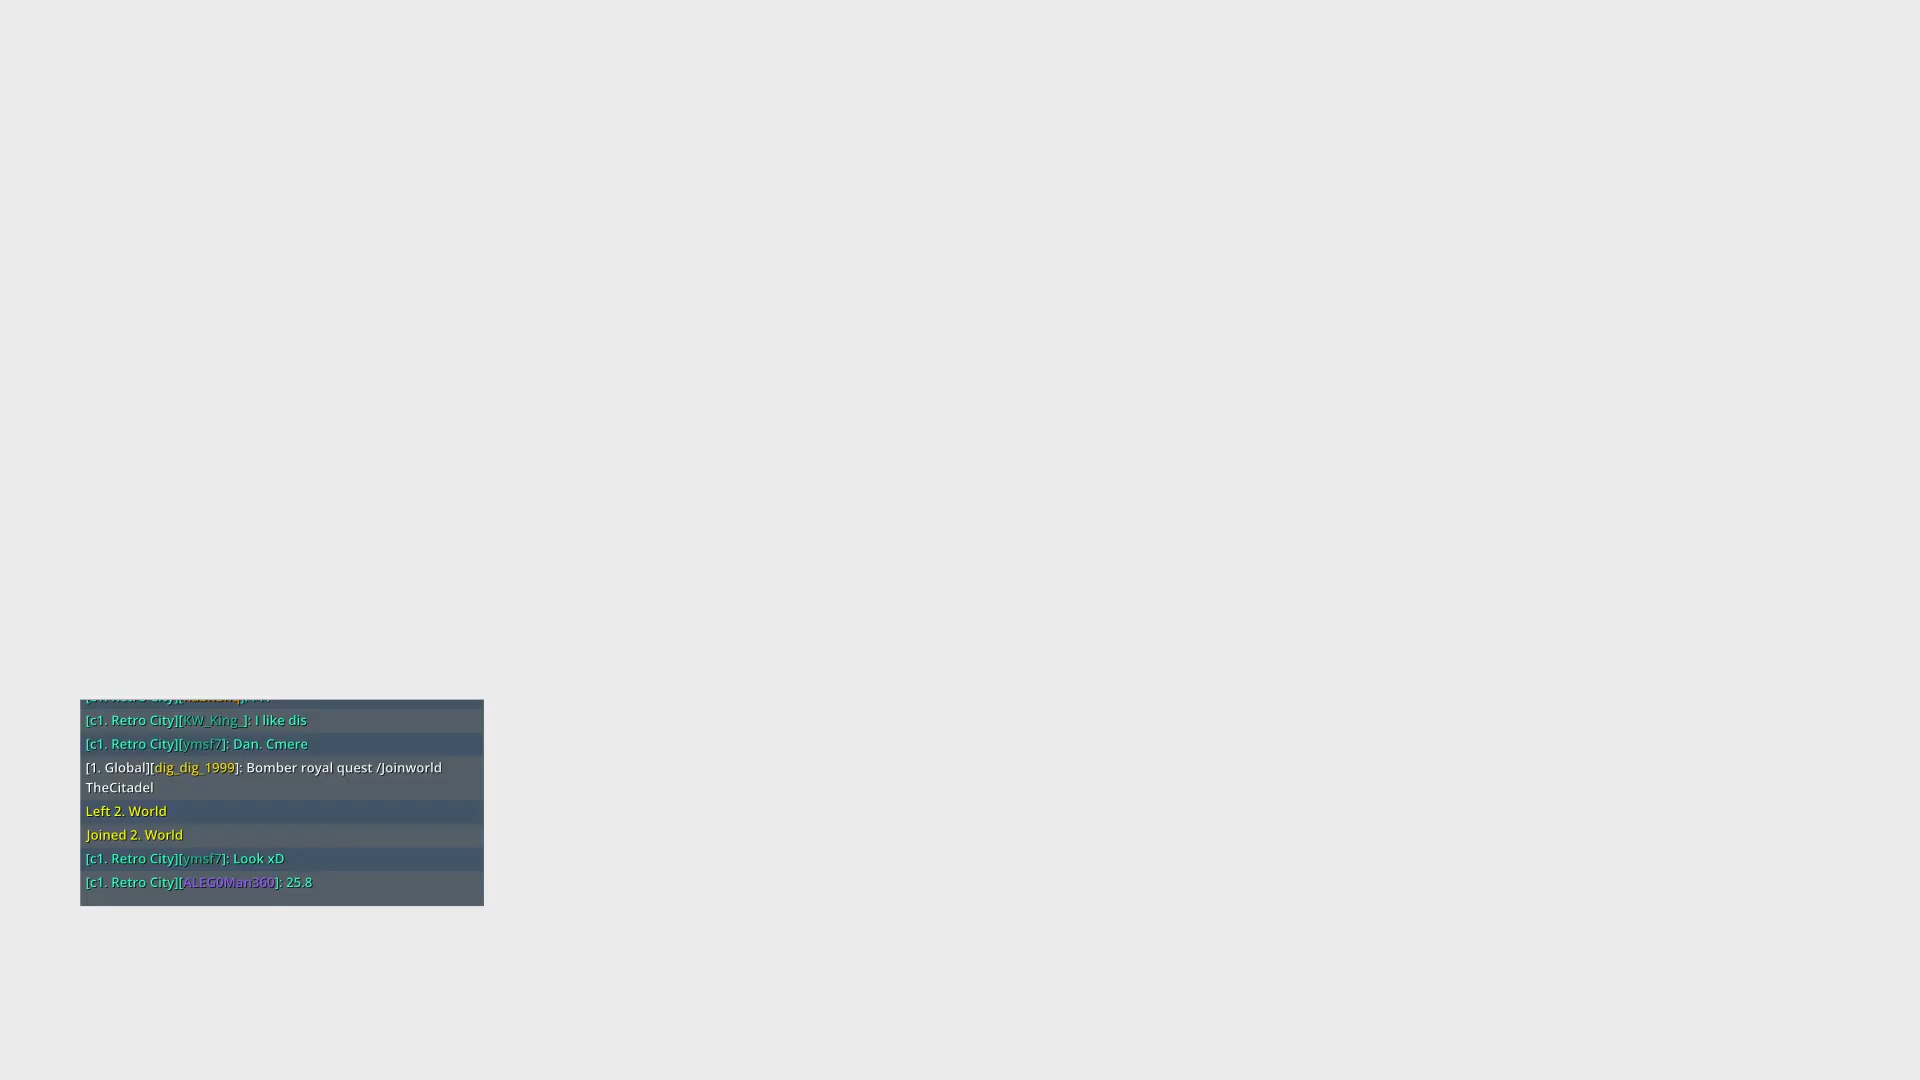 [c1. Retro City][KW_King_]: I like dis
[c1. Retro City][ymsf7]: Dan. Cmere
[1. Global][dig_dig_1999]: Bomber royal quest /Joinworld
TheCitadel
Left 2. World
Joined 2. World
[c1. Retro City][ymsf7]: Look xD
[c1. Retro City][ALEG0Man360]: 25.8